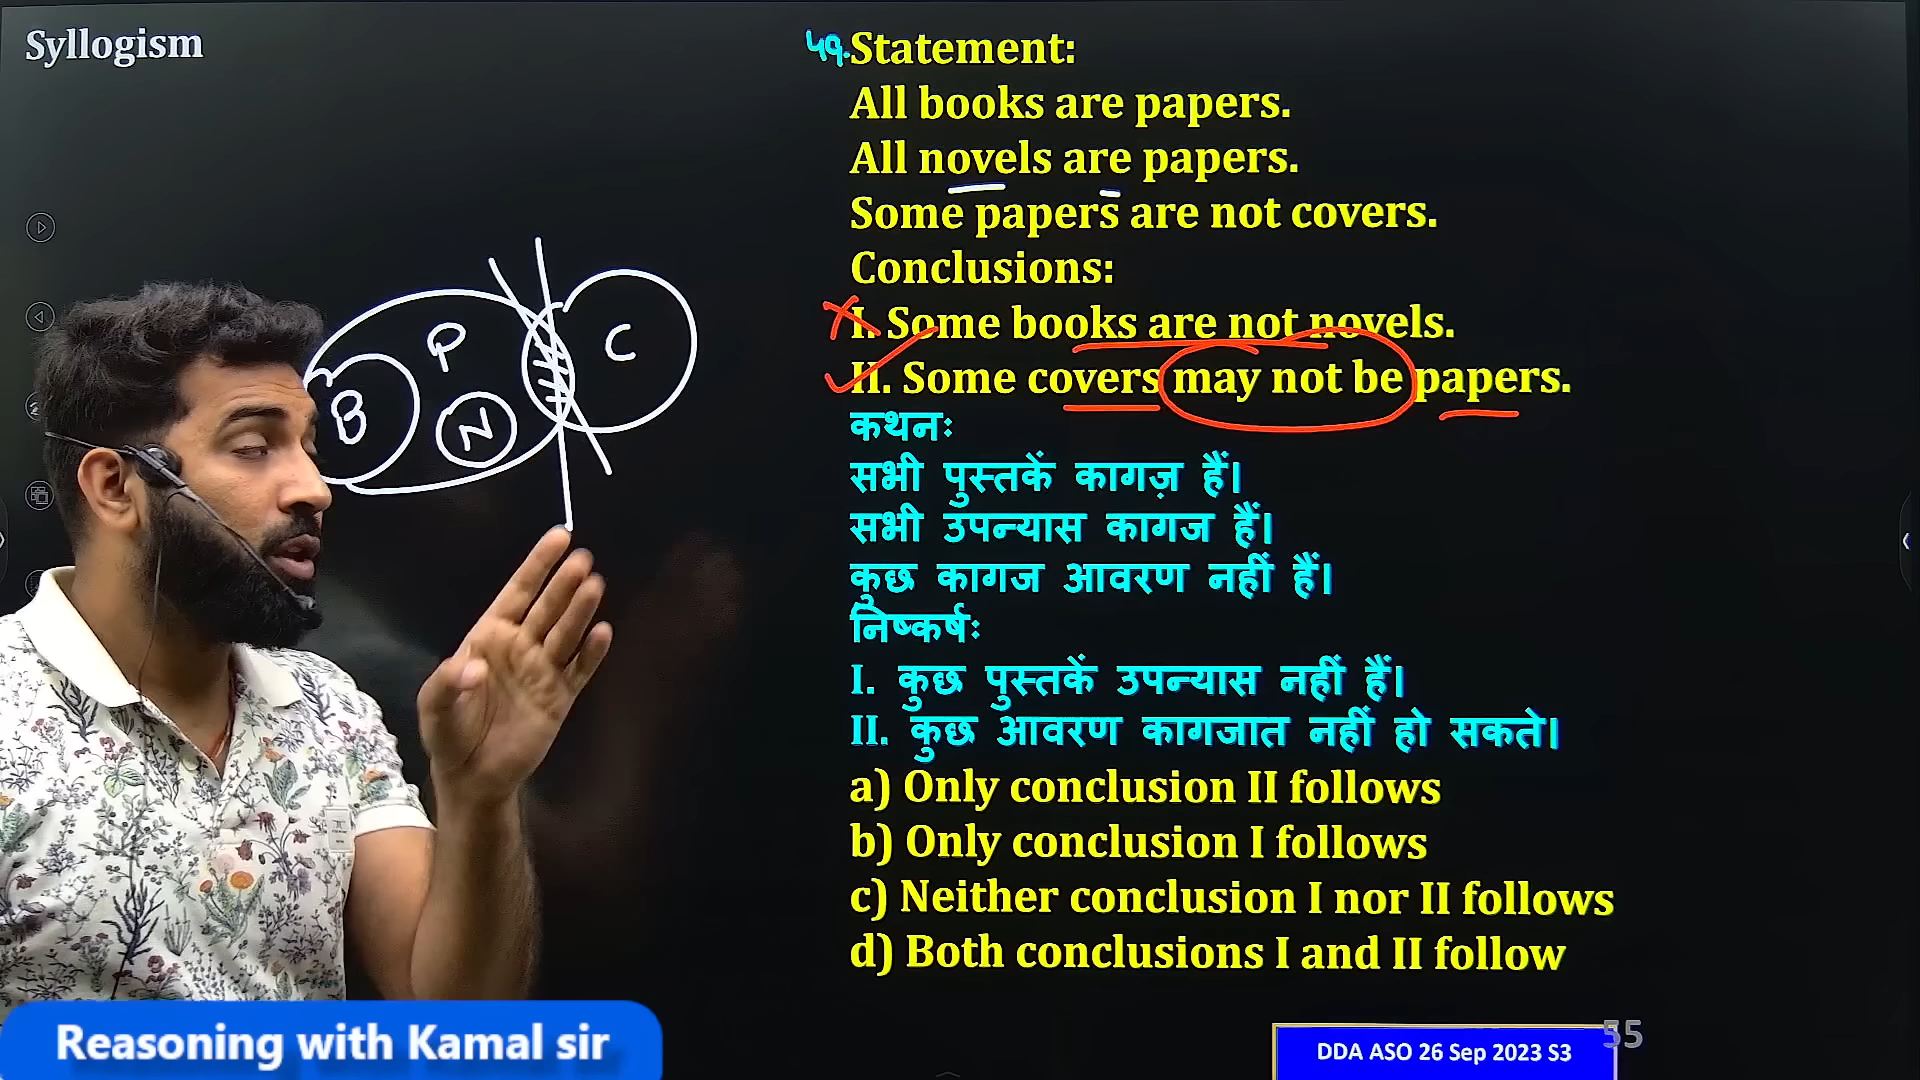 Syllogism
49.
Statement:
All books are papers.
All novels are papers.
Some papers are not covers.
Conclusions:
I. Some books are not novels.
II. Some covers may not be papers.
कथनः
सभी पुस्तकें कागज़ हैं।
सभी उपन्यास कागज हैं।
कुछ कागज आवरण नहीं हैं।
निष्कर्षः
I. कुछ पुस्तकें उपन्यास नहीं हैं।
II. कुछ आवरण कागजात नहीं हो सकते।
a) Only conclusion II follows
b) Only conclusion I follows
c) Neither conclusion I nor II follows
d) Both conclusions I and II follow
P
B
N
C
Reasoning with Kamal sir
DDA ASO 26 Sep 2023 S3
55